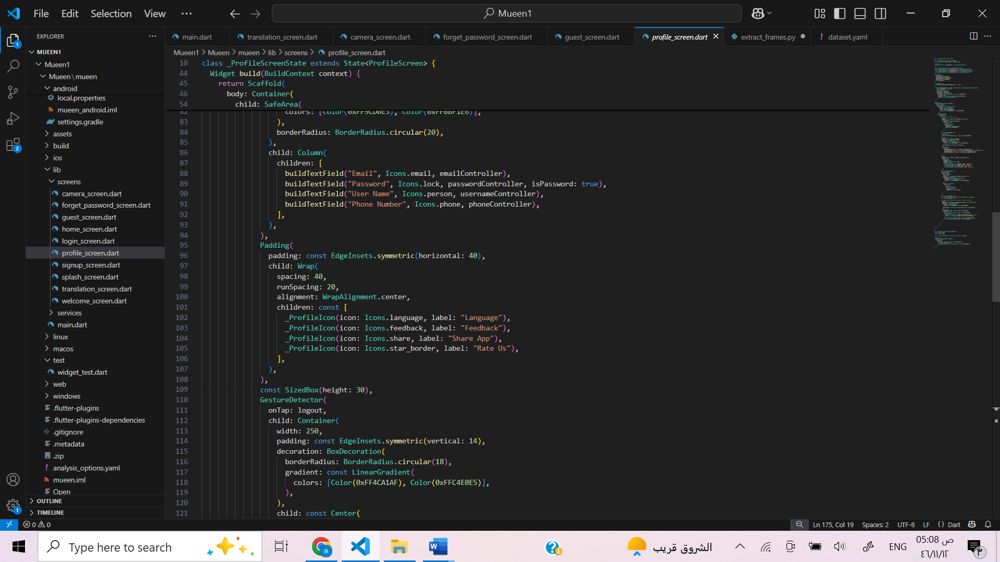 File Edit Selection View ··· Mueen1
EXPLORER ···
main.dart translation_screen.dart camera_screen.dart forget_password_screen.dart guest_screen.dart profile_screen.dart extract_frames.py dataset.yaml
Mueen1 > Mueen > mueen > lib > screens > profile_screen.dart
MUEEN1
Mueen1
Mueen\mueen
android
local.properties
mueen_android.iml
settings.gradle
assets
build
ios
lib
screens
camera_screen.dart
forget_password_screen.dart
guest_screen.dart
home_screen.dart
login_screen.dart
profile_screen.dart
signup_screen.dart
splash_screen.dart
translation_screen.dart
welcome_screen.dart
services
main.dart
linux
macos
test
widget_test.dart
web
windows
.flutter-plugins
.flutter-plugins-dependencies
.gitignore
.metadata
.zip
analysis_options.yaml
mueen.iml
Open
OUTLINE
TIMELINE
10 class _ProfileScreenState extends State<ProfileScreen> {
44 Widget build(BuildContext context) {
45 return Scaffold(
46 body: Container(
54 child: SafeArea(
82 colors: [Color(0xFF9CD0E5), Color(0xFFBBF1E6)],
83 ),
84 borderRadius: BorderRadius.circular(20),
85 ),
86 child: Column(
87 children: [
88 buildTextField("Email", Icons.email, emailController),
89 buildTextField("Password", Icons.lock, passwordController, isPassword: true),
90 buildTextField("User Name", Icons.person, usernameController),
91 buildTextField("Phone Number", Icons.phone, phoneController),
92 ],
93 ),
94 ),
95 Padding(
96 padding: const EdgeInsets.symmetric(horizontal: 40),
97 child: Wrap(
98 spacing: 40,
99 runSpacing: 20,
100 alignment: WrapAlignment.center,
101 children: const [
102 _ProfileIcon(icon: Icons.language, label: "Language"),
103 _ProfileIcon(icon: Icons.feedback, label: "Feedback"),
104 _ProfileIcon(icon: Icons.share, label: "Share App"),
105 _ProfileIcon(icon: Icons.star_border, label: "Rate Us"),
106 ],
107 ),
108 ),
109 const SizedBox(height: 30),
110 GestureDetector(
111 onTap: logout,
112 child: Container(
113 width: 250,
114 padding: const EdgeInsets.symmetric(vertical: 14),
115 decoration: BoxDecoration(
116 borderRadius: BorderRadius.circular(18),
117 gradient: const LinearGradient(
118 colors: [Color(0xFF4CA1AF), Color(0xFFC4E0E5)],
119 ),
120 ),
121 child: const Center(
0 0 Ln 175, Col 19 Spaces: 2 UTF-8 LF {} Dart
Type here to search الشروق قريب ENG 05:08 ص
٤٦/١١/١٢ ٣